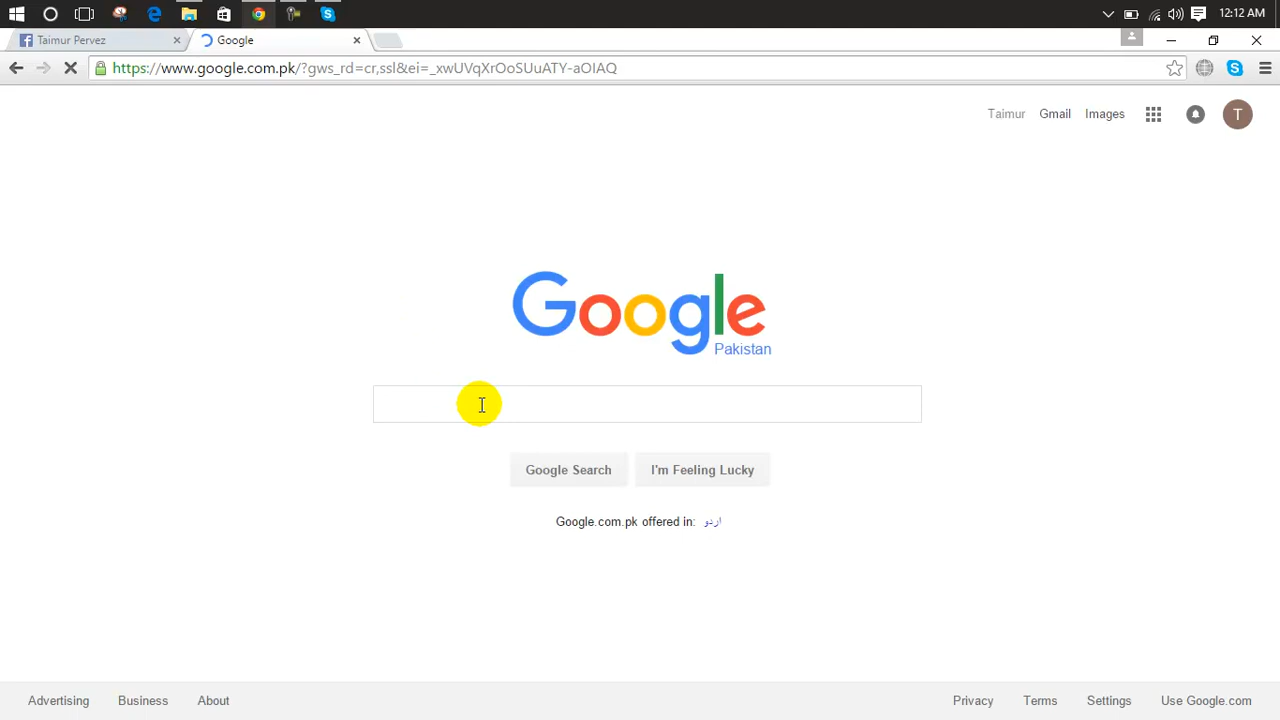 12:12 AM
Taimur Pervez
Google
https://www.google.com.pk/?gws_rd=cr,ssl&ei=_xwUVqXrOoSUuATY-aOIAQ
Taimur Gmail Images T
Google
Pakistan
Google Search I'm Feeling Lucky
Google.com.pk offered in: اردو
Advertising Business About Privacy Terms Settings Use Google.com